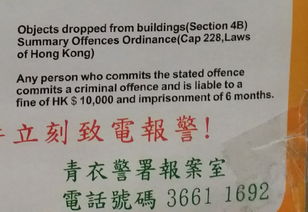 Objects dropped from buildings(Section 4B)
Summary Offences Ordinance(Cap 228,Laws
of Hong Kong)
Any person who commits the stated offence
commits a criminal offence and is liable to a
fine of HK $ 10,000 and imprisonment of 6 months.
立刻致電報警!
青衣警署報案室
電話號碼 3661 1692